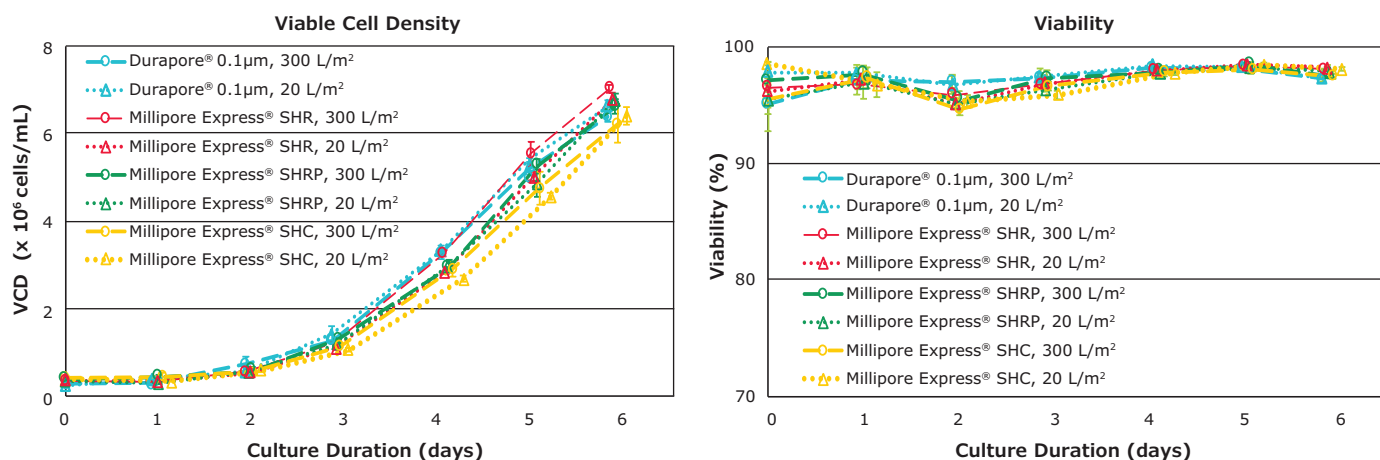 Viable Cell Density
8
6
4
2
0
VCD (x 10⁶ cells/mL)
Durapore® 0.1µm, 300 L/m²
Durapore® 0.1µm, 20 L/m²
Millipore Express® SHR, 300 L/m²
Millipore Express® SHR, 20 L/m²
Millipore Express® SHRP, 300 L/m²
Millipore Express® SHRP, 20 L/m²
Millipore Express® SHC, 300 L/m²
Millipore Express® SHC, 20 L/m²
0 1 2 3 4 5 6
Culture Duration (days)
Viability
100
90
80
70
Viability (%)
Durapore® 0.1µm, 300 L/m²
Durapore® 0.1µm, 20 L/m²
Millipore Express® SHR, 300 L/m²
Millipore Express® SHR, 20 L/m²
Millipore Express® SHRP, 300 L/m²
Millipore Express® SHRP, 20 L/m²
Millipore Express® SHC, 300 L/m²
Millipore Express® SHC, 20 L/m²
0 1 2 3 4 5 6
Culture Duration (days)